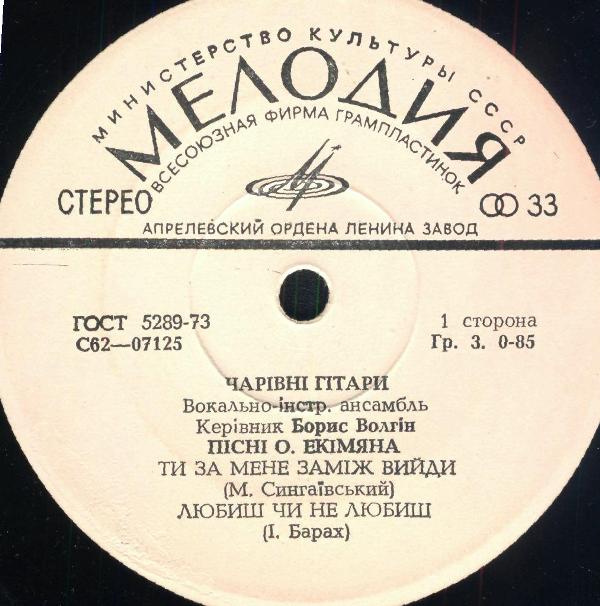 МИНИСТЕРСТВО КУЛЬТУРЫ СССР
МЕЛОДИЯ
ВСЕСОЮЗНАЯ ФИРМА ГРАМПЛАСТИНОК
СТЕРЕО 33
АПРЕЛЕВСКИЙ ОРДЕНА ЛЕНИНА ЗАВОД
ГОСТ 5289-73 1 сторона
С62—07125 Гр. 3. 0-85
ЧАРІВНІ ГІТАРИ
Вокально-інстр. ансамбль
Керівник Борис Волгін
ПІСНІ О. ЕКІМЯНА
ТИ ЗА МЕНЕ ЗАМІЖ ВИЙДИ
(М. Сингаївський)
ЛЮБИШ ЧИ НЕ ЛЮБИШ
(І. Барах)